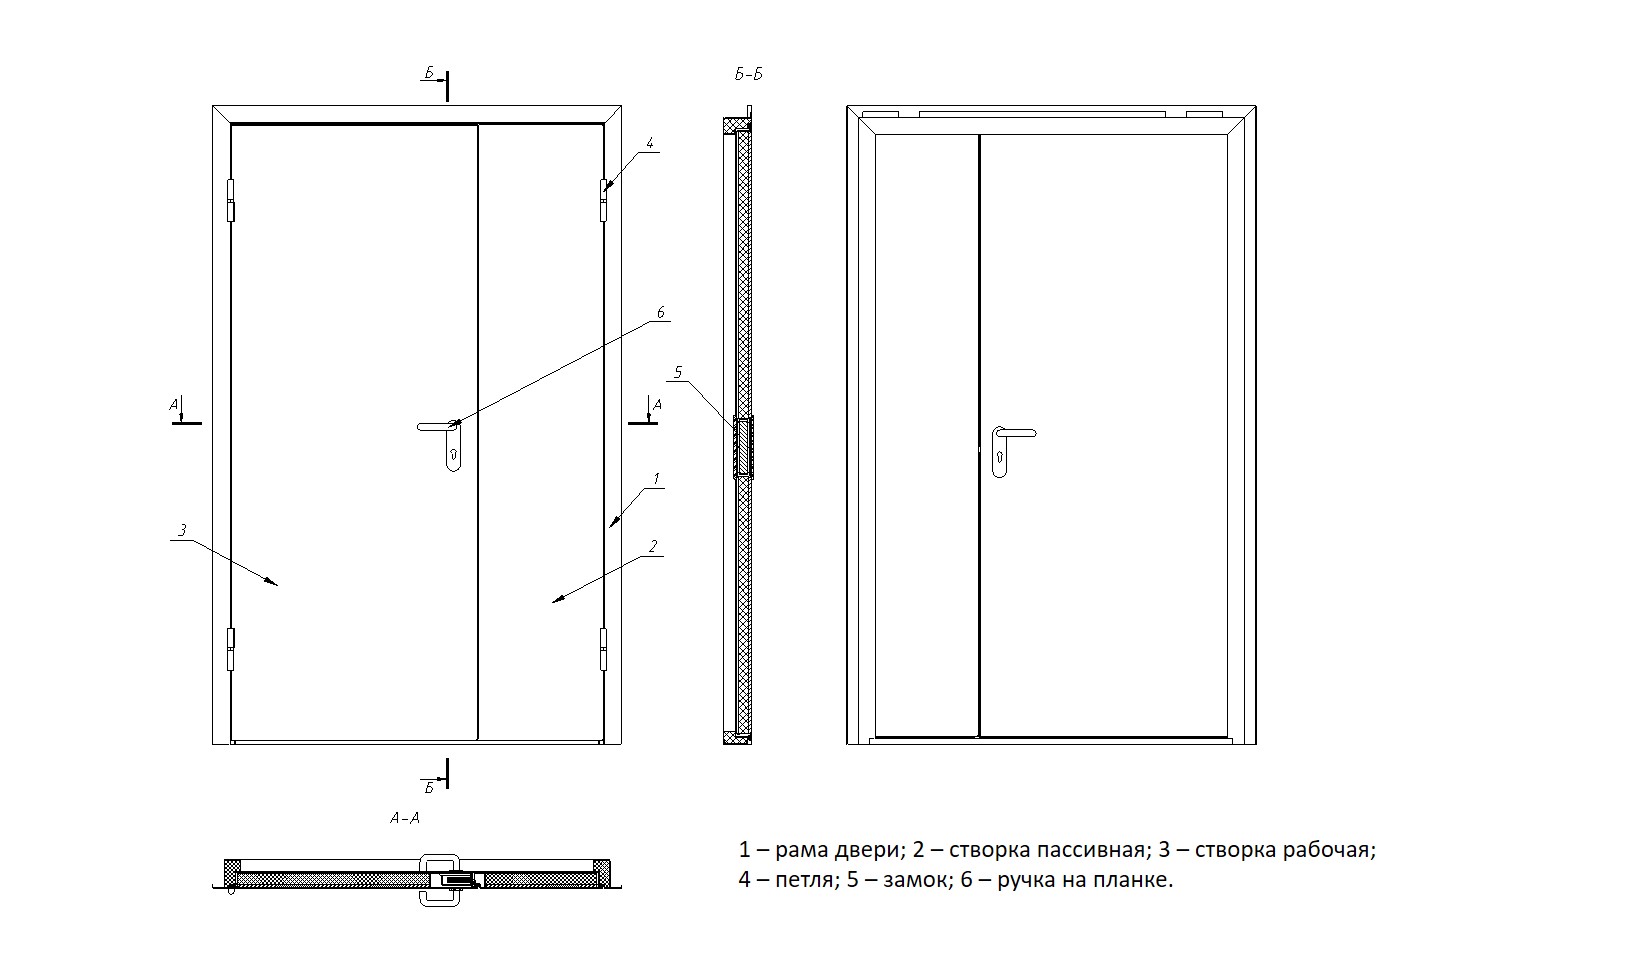 Б
Б-Б
4
6
5
А
А
1
3
2
Б
А-А
1 – рама двери; 2 – створка пассивная; 3 – створка рабочая;
4 – петля; 5 – замок; 6 – ручка на планке.